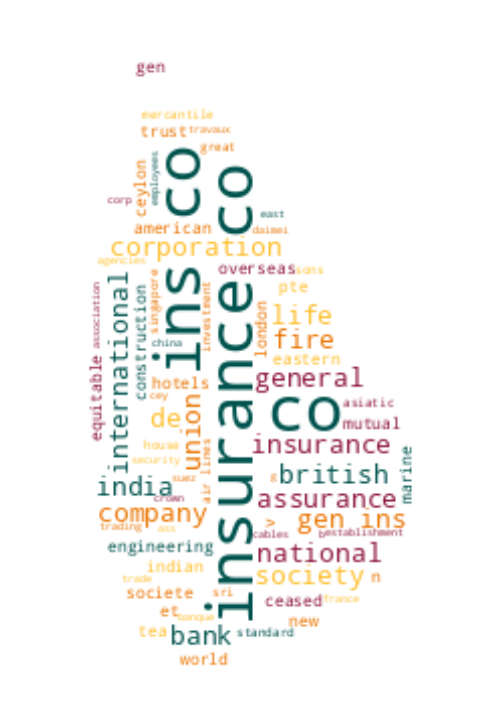 gen
mercantile
trust travaux
great
co
co
employees
ceylon
corp
east
american
daimei
corporation
agencies
overseas sons
ins
insurance
international
association
construction
singapore
investment
pte
life
london
fire
china
eastern
general
equitable
hotels
cey
co
asiatic
de
union
mutual
house
insurance
security
air lines
suez
british
marine
india
crown
assurance
company
gen ins
trading
ass
>
cables
establishment
engineering
national
indian
trade
society n
societe
sri
ceased france
et
banque
new
tea
bank standard
world